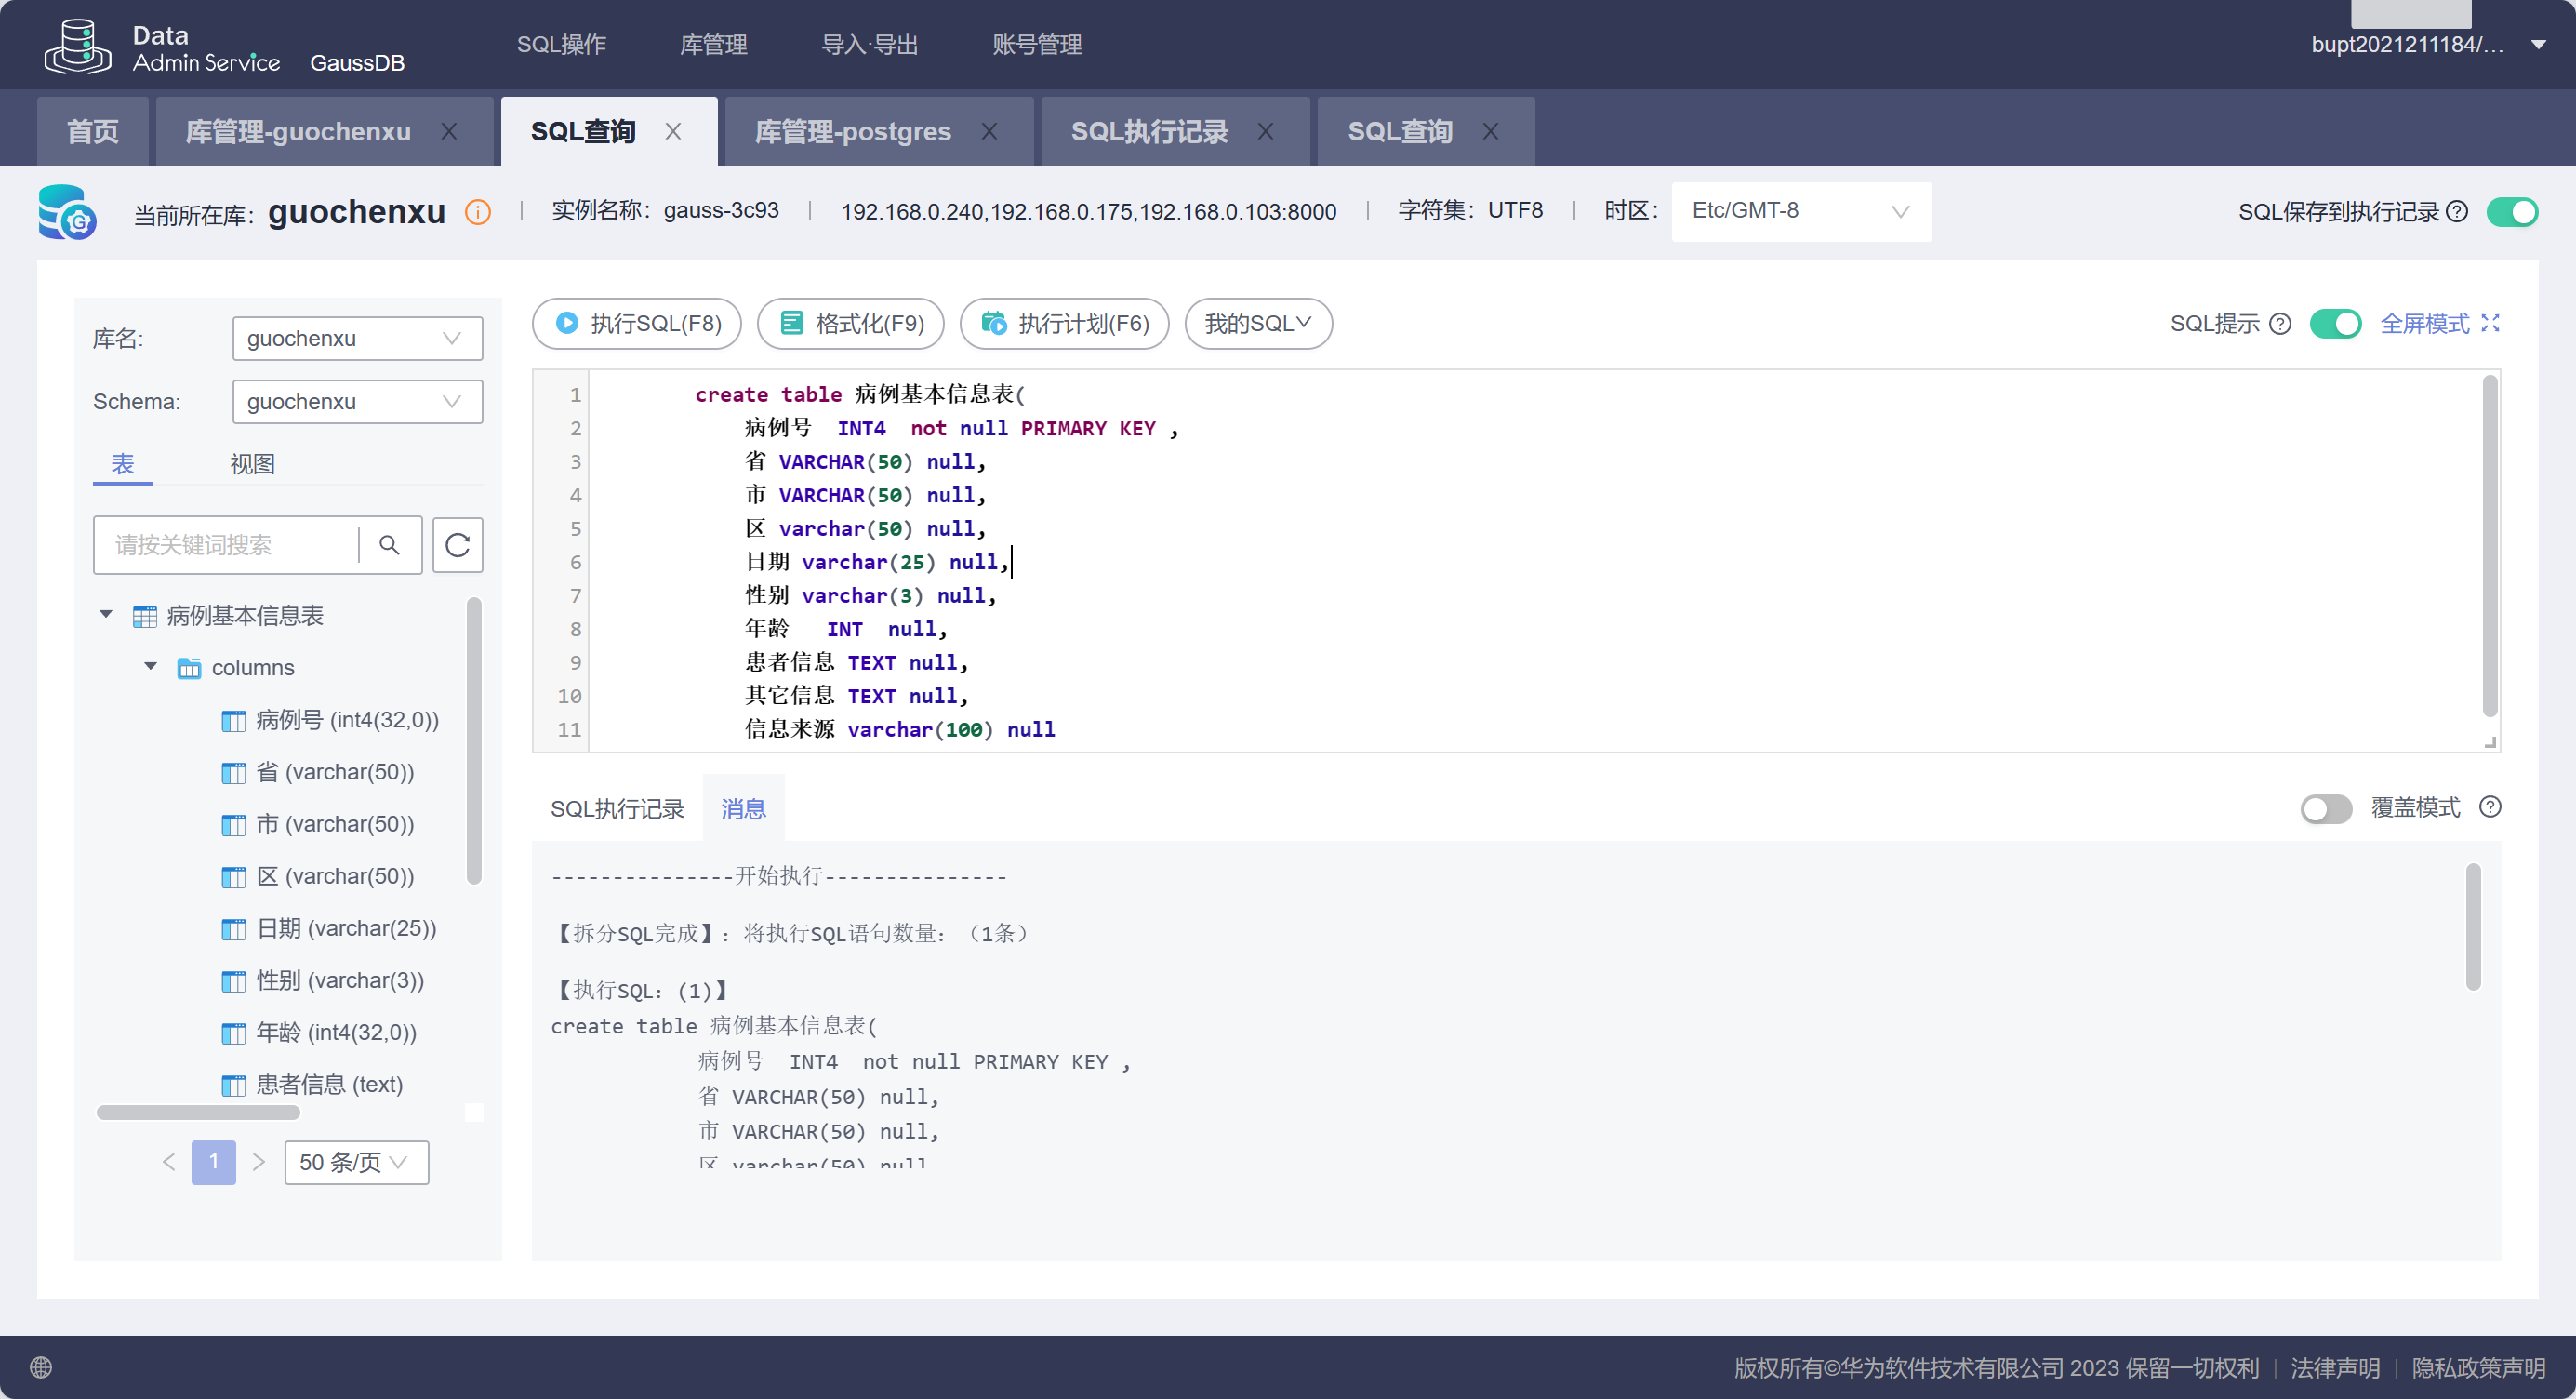 Data
Admin Service GaussDB SQL操作 库管理 导入·导出 账号管理 bupt2021211184/...
首页 库管理-guochenxu SQL查询 库管理-postgres SQL执行记录 SQL查询
当前所在库: guochenxu 实例名称: gauss-3c93 192.168.0.240,192.168.0.175,192.168.0.103:8000 字符集: UTF8 时区: Etc/GMT-8 SQL保存到执行记录
库名: guochenxu
Schema: guochenxu
表 视图
请按关键词搜索
病例基本信息表
columns
病例号 (int4(32,0))
省 (varchar(50))
市 (varchar(50))
区 (varchar(50))
日期 (varchar(25))
性别 (varchar(3))
年龄 (int4(32,0))
患者信息 (text)
1 50 条/页
执行SQL(F8) 格式化(F9) 执行计划(F6) 我的SQL SQL提示 全屏模式
1 create table 病例基本信息表(
2 病例号 INT4 not null PRIMARY KEY ,
3 省 VARCHAR(50) null,
4 市 VARCHAR(50) null,
5 区 varchar(50) null,
6 日期 varchar(25) null,
7 性别 varchar(3) null,
8 年龄 INT null,
9 患者信息 TEXT null,
10 其它信息 TEXT null,
11 信息来源 varchar(100) null
SQL执行记录 消息 覆盖模式
---------------开始执行---------------
【拆分SQL完成】: 将执行SQL语句数量: (1条)
【执行SQL: (1)】
create table 病例基本信息表(
病例号 INT4 not null PRIMARY KEY ,
省 VARCHAR(50) null,
市 VARCHAR(50) null,
区 varchar(50) null
版权所有©华为软件技术有限公司 2023 保留一切权利 | 法律声明 | 隐私政策声明